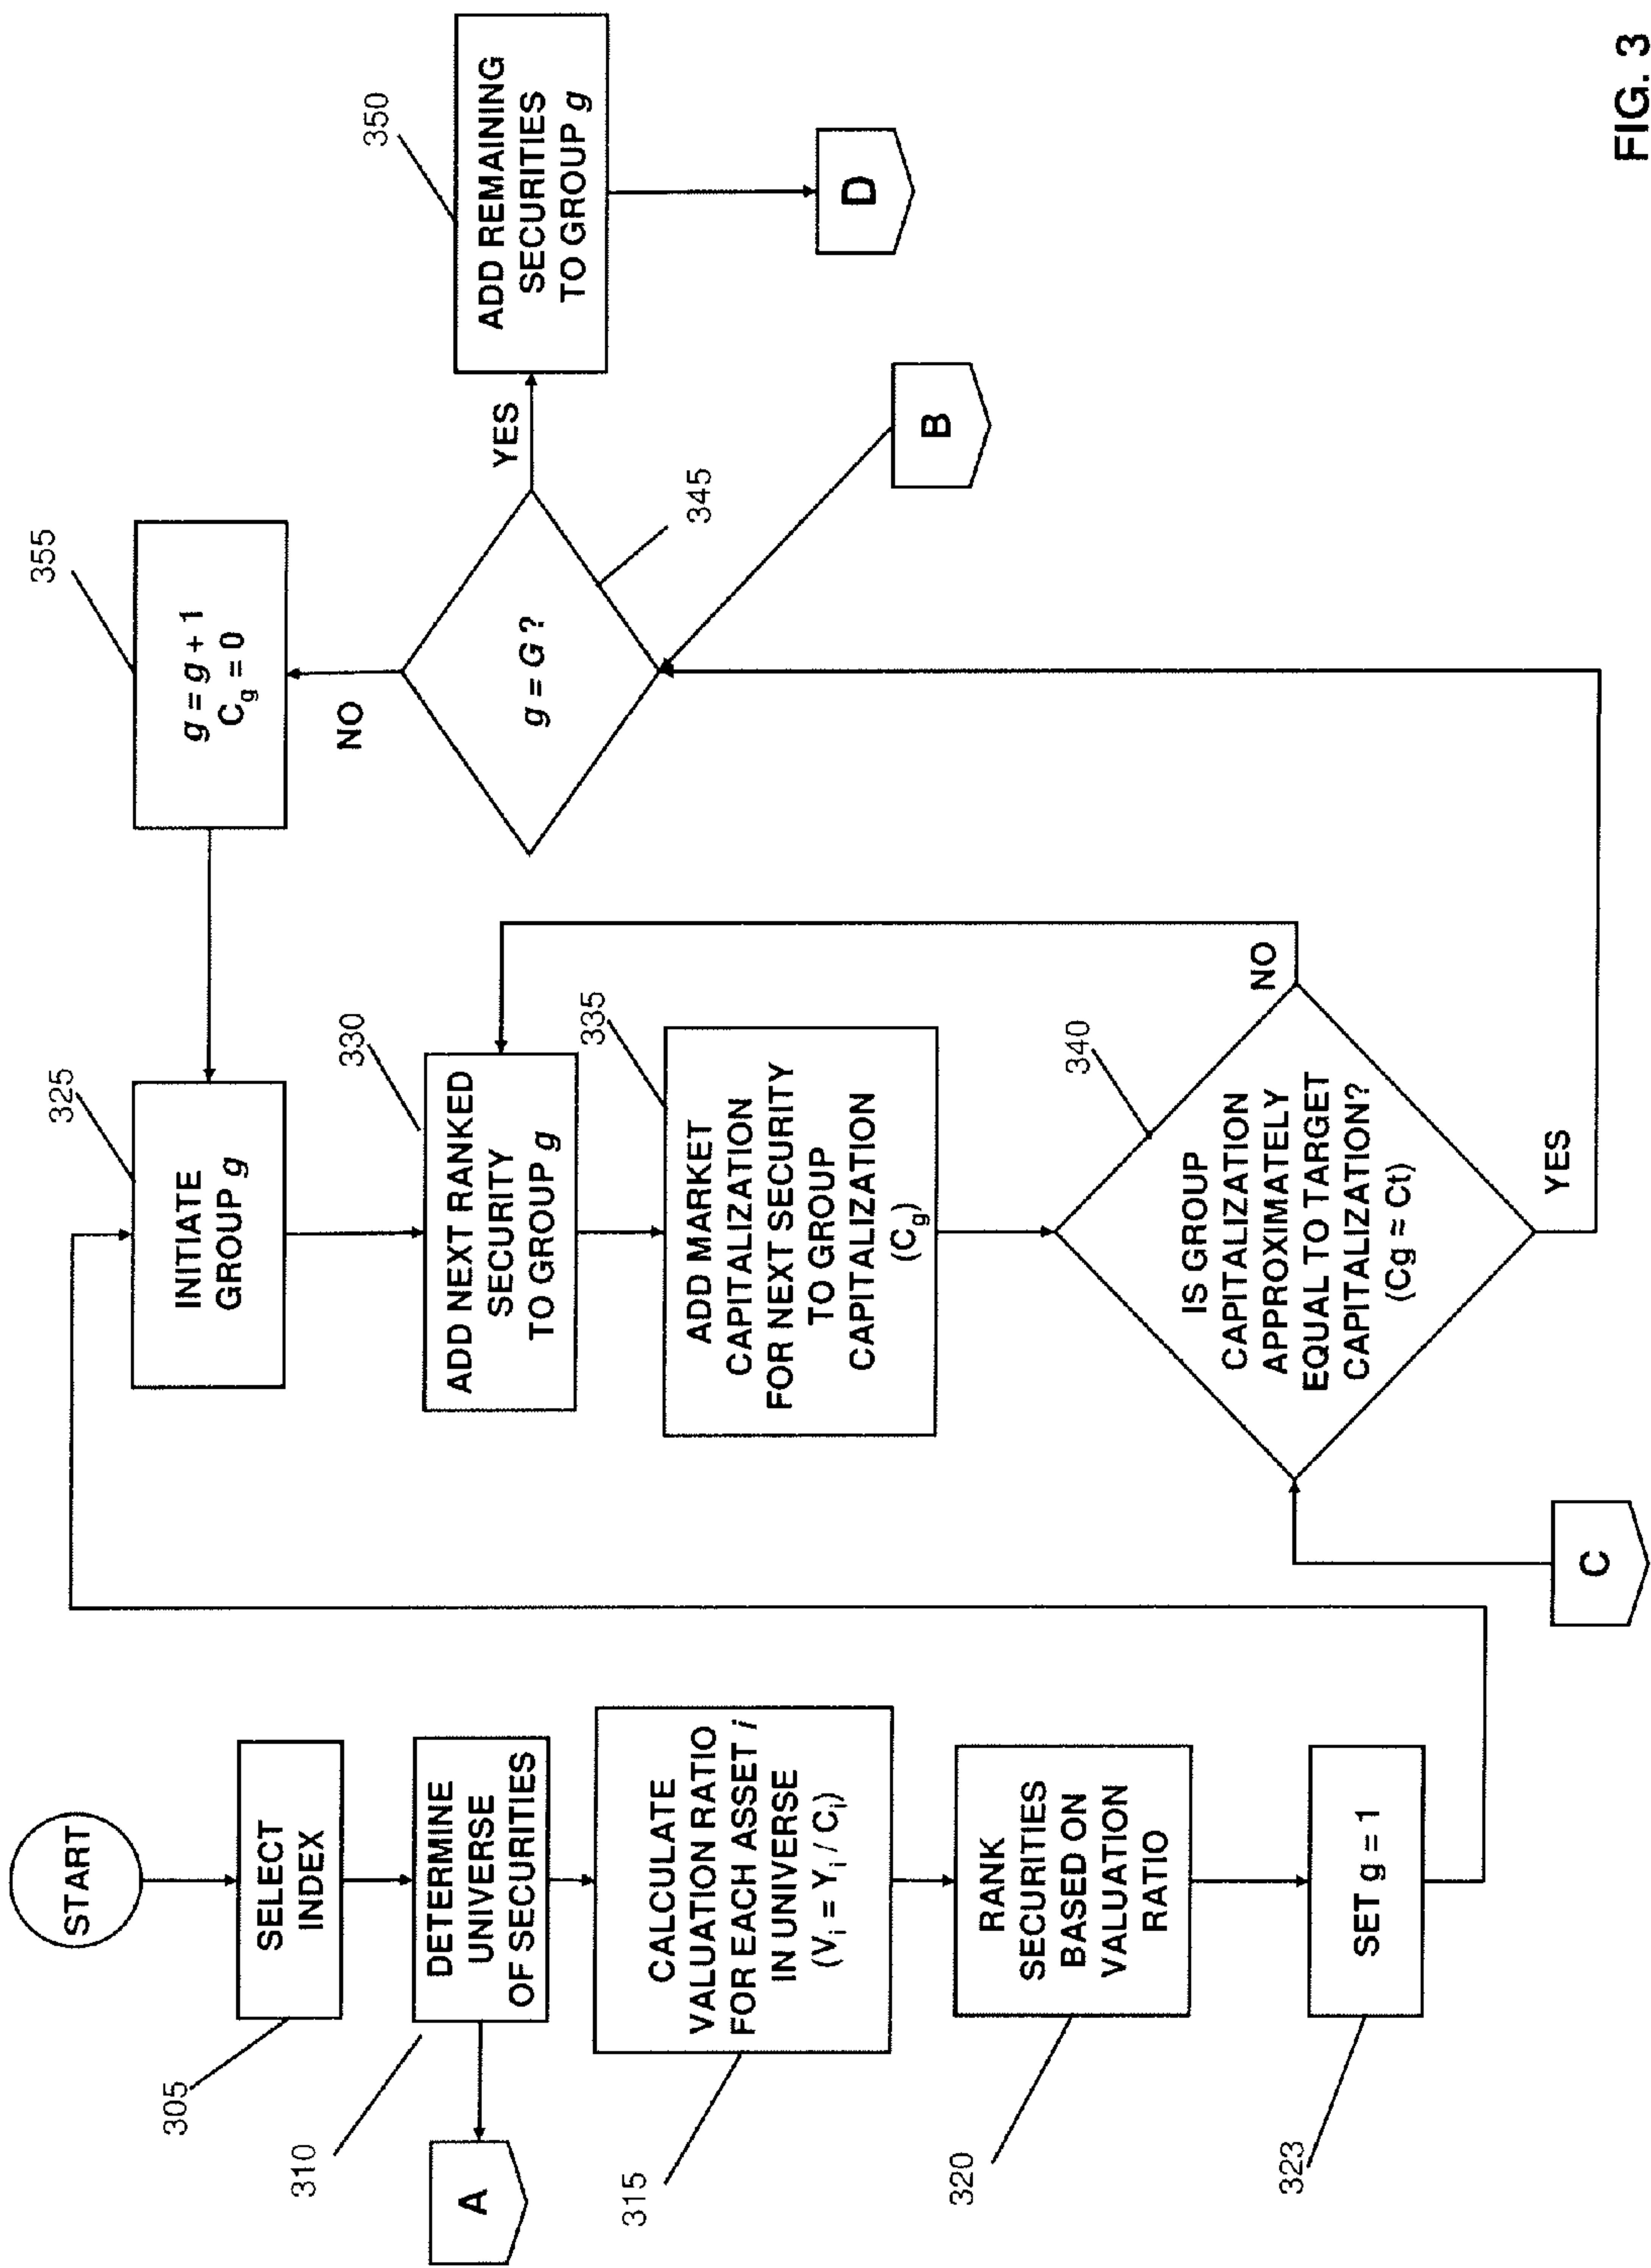 START
SELECT
INDEX
305
DETERMINE
UNIVERSE
OF SECURITIES
310
A
CALCULATE
VALUATION RATIO
FOR EACH ASSET i
IN UNIVERSE
(Vi = Yi / Ci)
315
RANK
SECURITIES
BASED ON
VALUATION
RATIO
320
SET g = 1
323
325
INITIATE
GROUP g
330
ADD NEXT RANKED
SECURITY
TO GROUP g
335
ADD MARKET
CAPITALIZATION
FOR NEXT SECURITY
TO GROUP
CAPITALIZATION
(Cg)
340
IS GROUP
CAPITALIZATION
APPROXIMATELY
EQUAL TO TARGET
CAPITALIZATION?
(Cg ≈ Ct)
NO
YES
C
355
g = g + 1
Cg = 0
NO
g = G ?
345
YES
350
ADD REMAINING
SECURITIES
TO GROUP g
D
B
FIG. 3